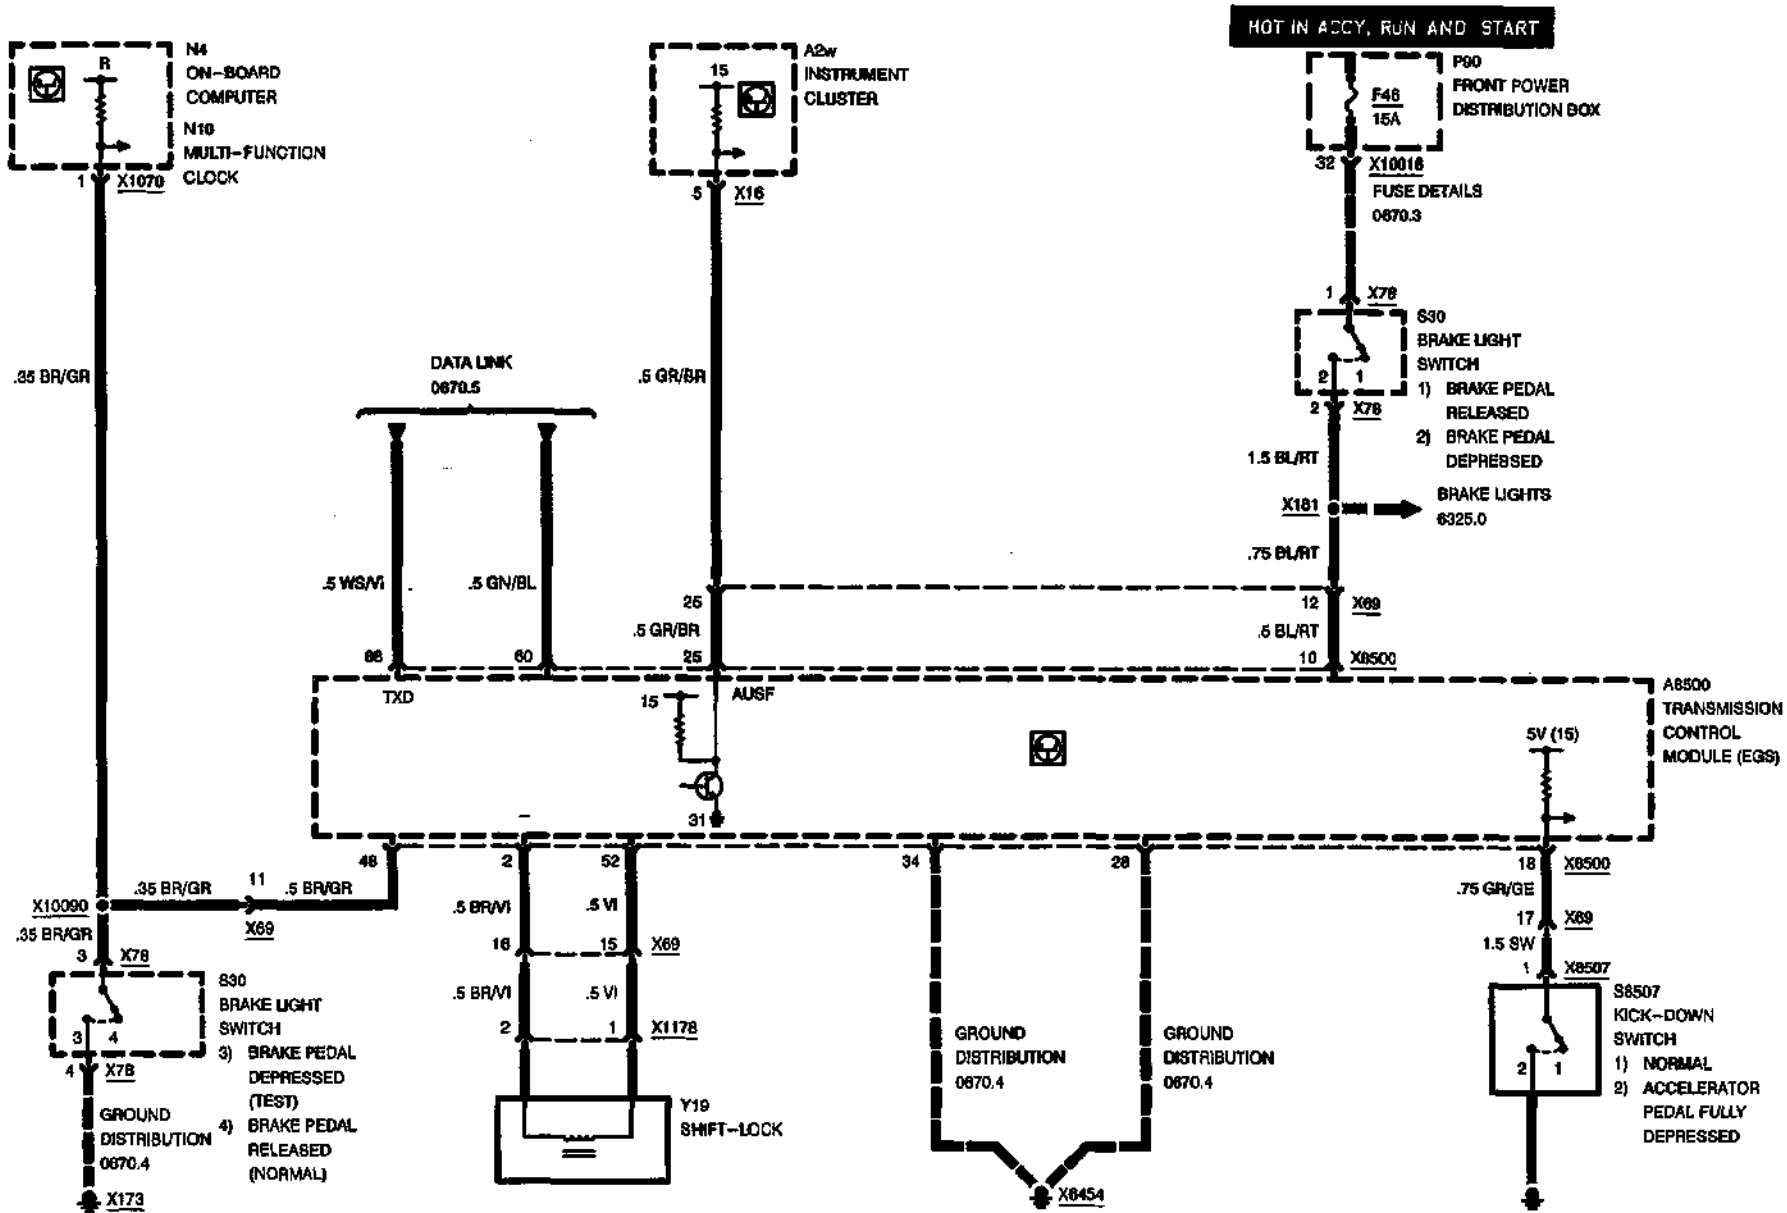 HOT IN ACCY, RUN AND START
N4
ON-BOARD
COMPUTER
N10
MULTI-FUNCTION
CLOCK
R
1
X1070
A2w
INSTRUMENT
CLUSTER
15
5
X16
P90
FRONT POWER
DISTRIBUTION BOX
F46
15A
32
X10016
FUSE DETAILS
0670.3
1
X78
S30
BRAKE LIGHT
SWITCH
1) BRAKE PEDAL
RELEASED
2) BRAKE PEDAL
DEPRESSED
2 1
2
X78
1.5 BL/RT
X181
BRAKE LIGHTS
6325.0
.75 BL/RT
.35 BR/GR
DATA LINK
0670.5
.5 GR/BR
.5 WS/VI
.5 GN/BL
25
12
X69
.5 GR/BR
.5 BL/RT
88
60
25
10
X8500
TXD
15
AUSF
31
5V (15)
A8500
TRANSMISSION
CONTROL
MODULE (EGS)
48
2
52
34
28
18
X8500
.75 GR/GE
17
X69
1.5 SW
1
X8507
X10090
.35 BR/GR
11
.5 BR/GR
X69
.35 BR/GR
3
X78
S30
BRAKE LIGHT
SWITCH
3) BRAKE PEDAL
DEPRESSED
(TEST)
4) BRAKE PEDAL
RELEASED
(NORMAL)
3 4
4
X78
GROUND
DISTRIBUTION
0670.4
X173
.5 BR/VI
.5 VI
16
15
X69
.5 BR/VI
.5 VI
2
1
X1178
Y19
SHIFT-LOCK
GROUND
DISTRIBUTION
0670.4
GROUND
DISTRIBUTION
0670.4
X6454
S8507
KICK-DOWN
SWITCH
1) NORMAL
2) ACCELERATOR
PEDAL FULLY
DEPRESSED
2 1